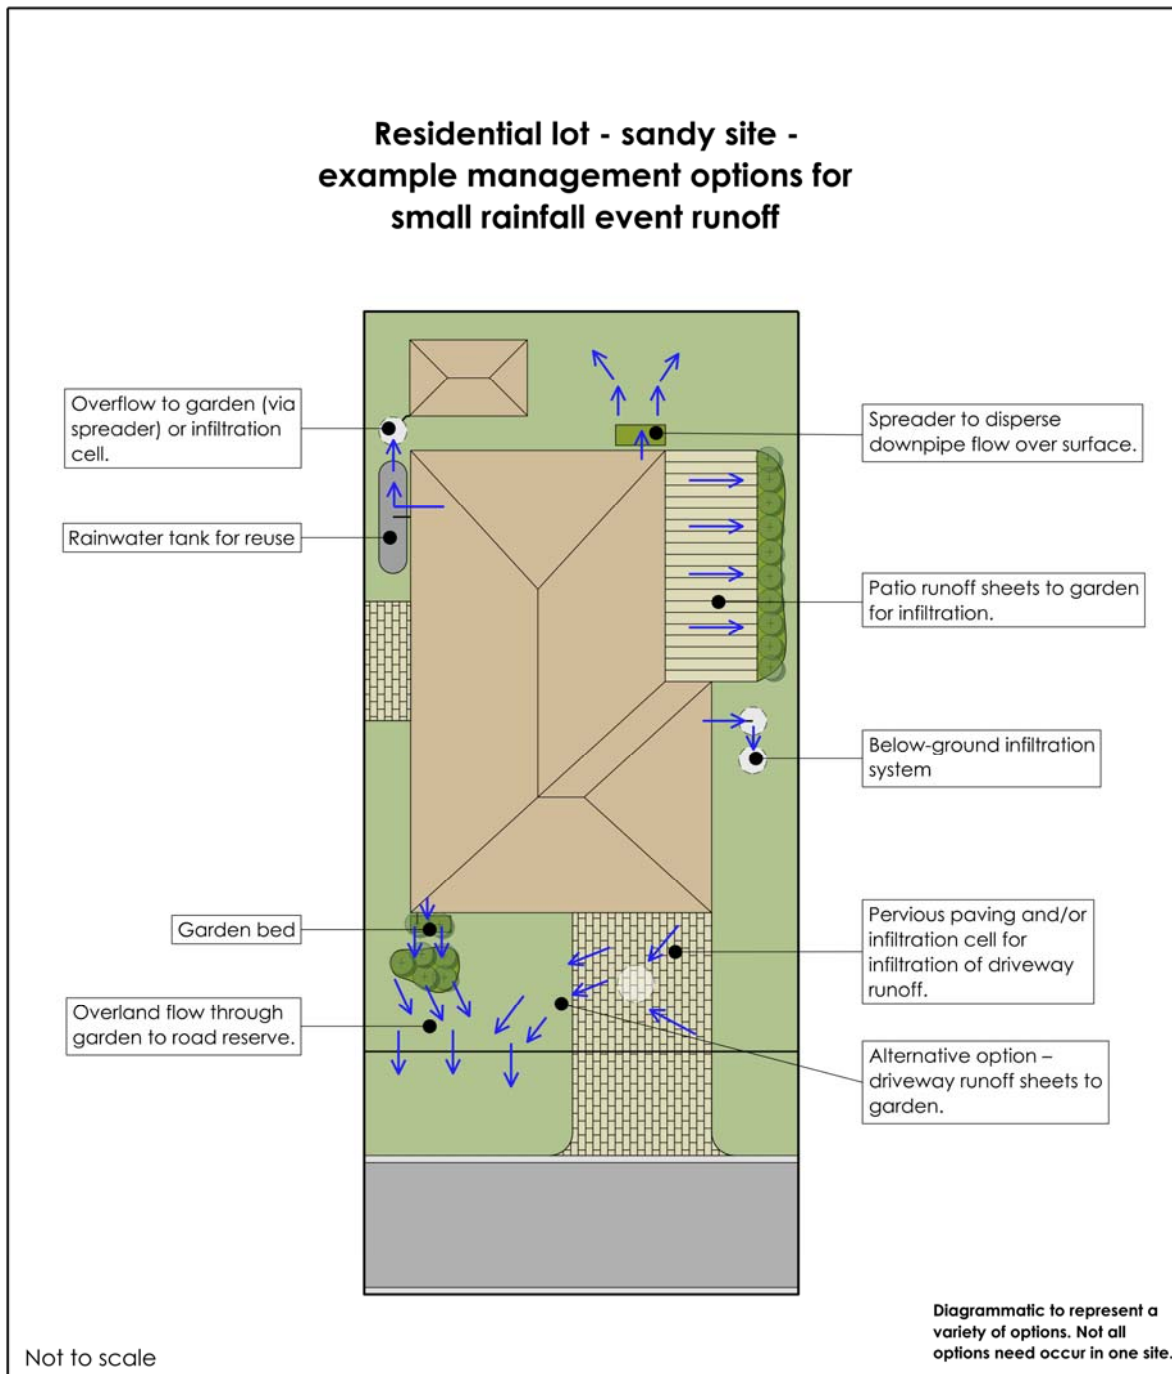 Residential lot - sandy site -
example management options for
small rainfall event runoff
Overflow to garden (via
spreader) or infiltration
cell.
Rainwater tank for reuse
Garden bed
Overland flow through
garden to road reserve.
Spreader to disperse
downpipe flow over surface.
Patio runoff sheets to garden
for infiltration.
Below-ground infiltration
system
Pervious paving and/or
infiltration cell for
infiltration of driveway
runoff.
Alternative option –
driveway runoff sheets to
garden.
Not to scale
Diagrammatic to represent a
variety of options. Not all
options need occur in one site.